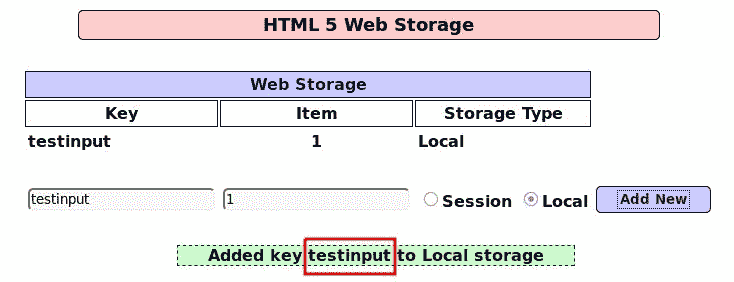 HTML 5 Web Storage
Web Storage
Key Item Storage Type
testinput 1 Local
testinput 1 Session Local Add New
Added key testinput to Local storage